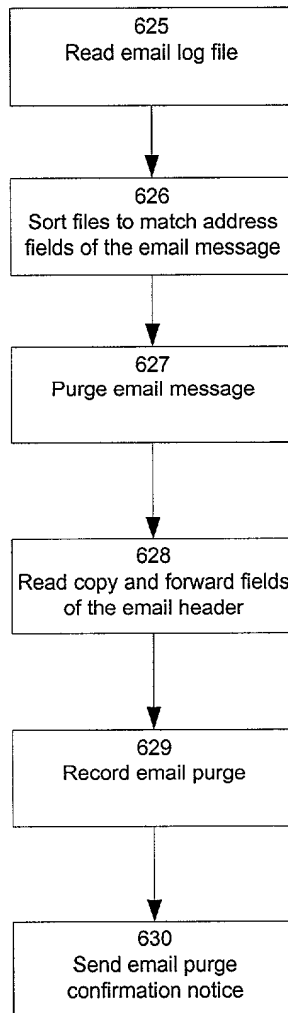 625
Read email log file
626
Sort files to match address
fields of the email message
627
Purge email message
628
Read copy and forward fields
of the email header
629
Record email purge
630
Send email purge
confirmation notice